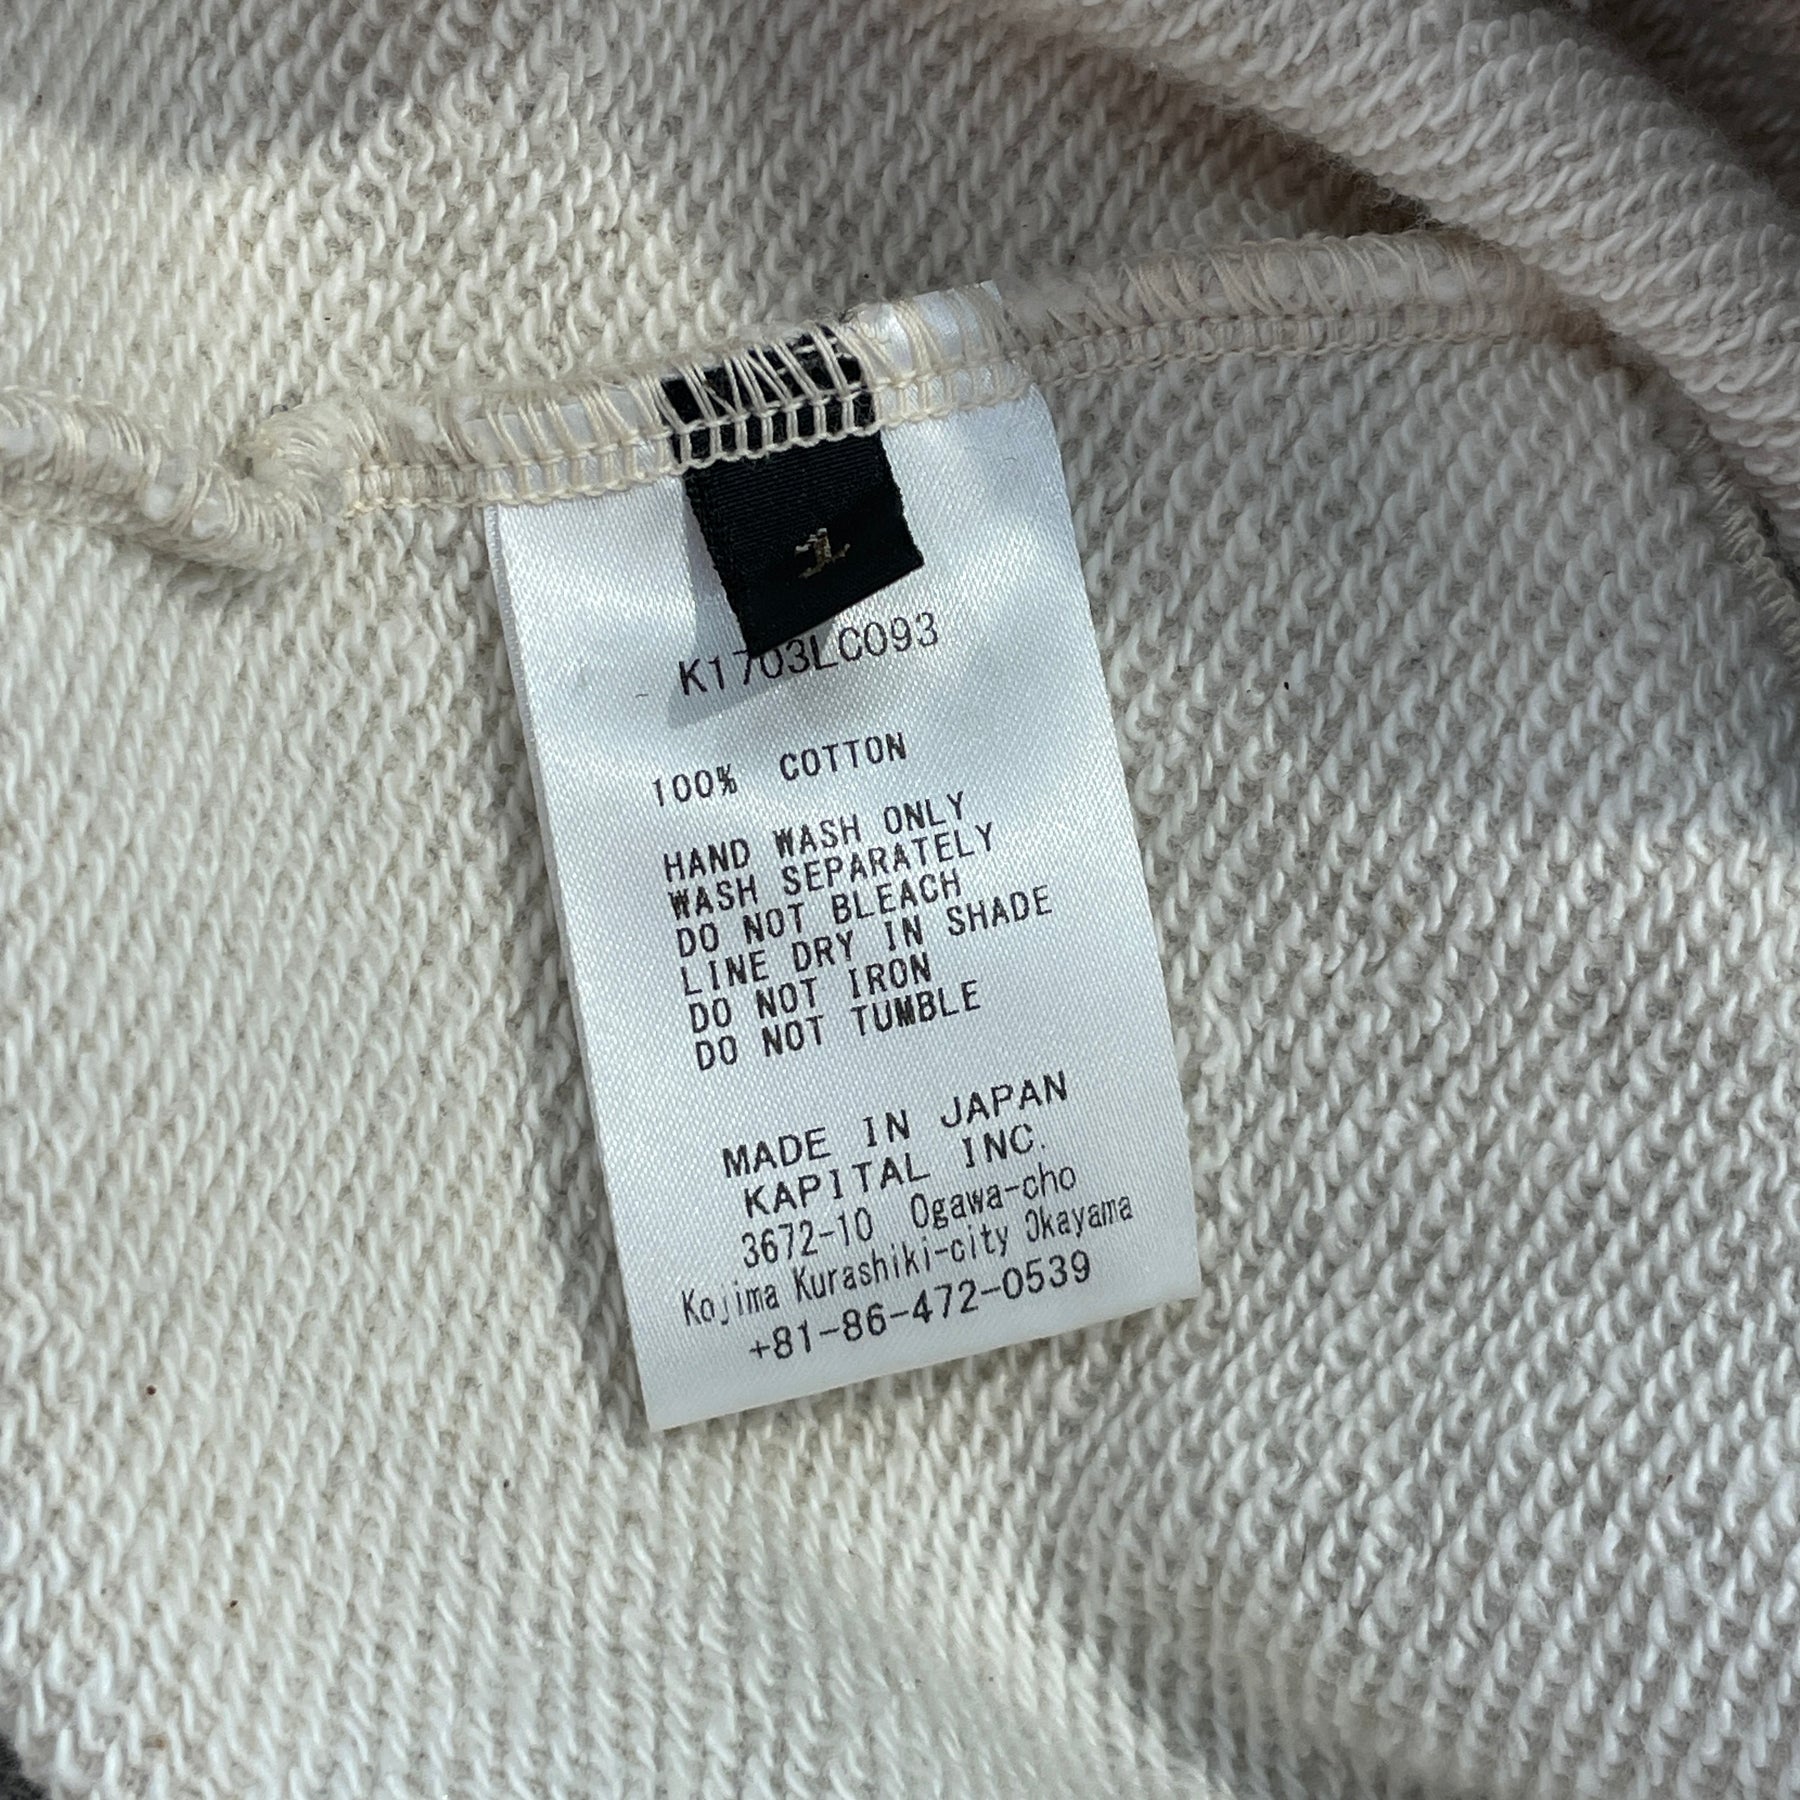 K1703LC093
100% COTTON
HAND WASH ONLY
WASH SEPARATELY
DO NOT BLEACH
LINE DRY IN SHADE
DO NOT IRON
DO NOT TUMBLE
MADE IN JAPAN
KAPITAL INC.
3672-10 Ogawa-cho
Kojima Kurashiki-city Okayama
+81-86-472-0539